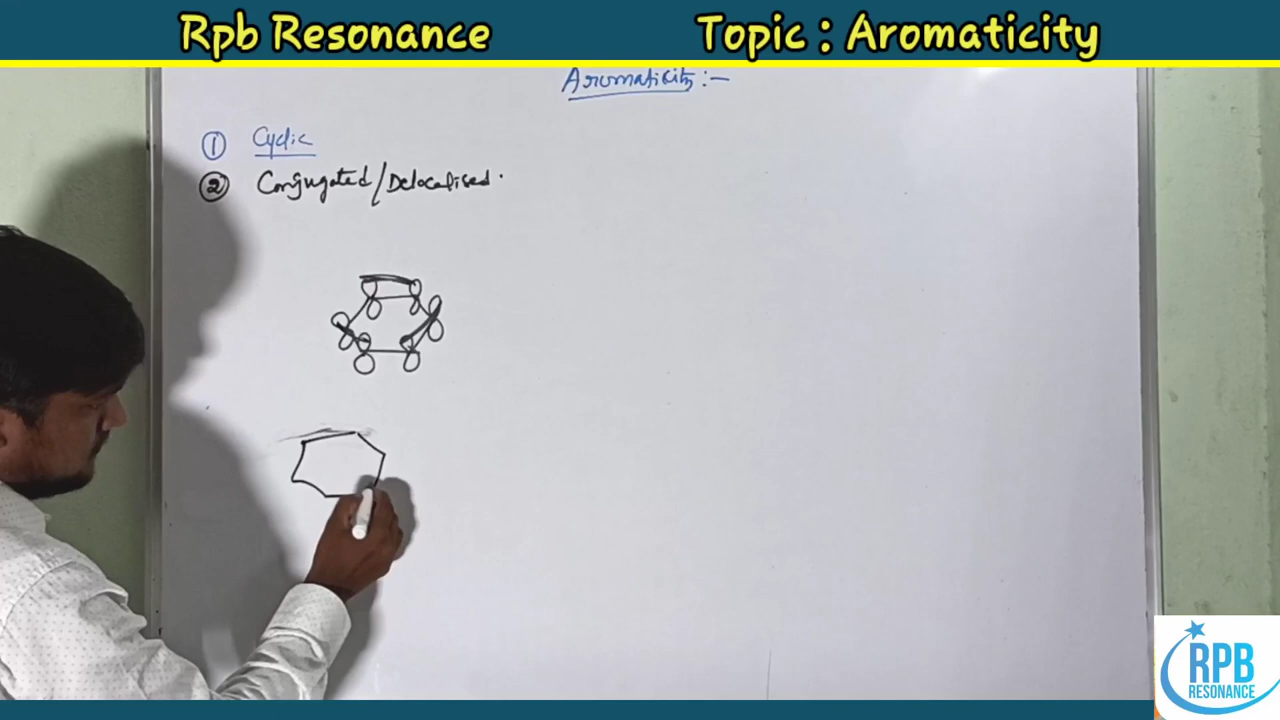 Rpb Resonance Topic : Aromaticity
Aromaticity :-
① Cyclic
② Conjugated/Delocalised.
RPB
RESONANCE